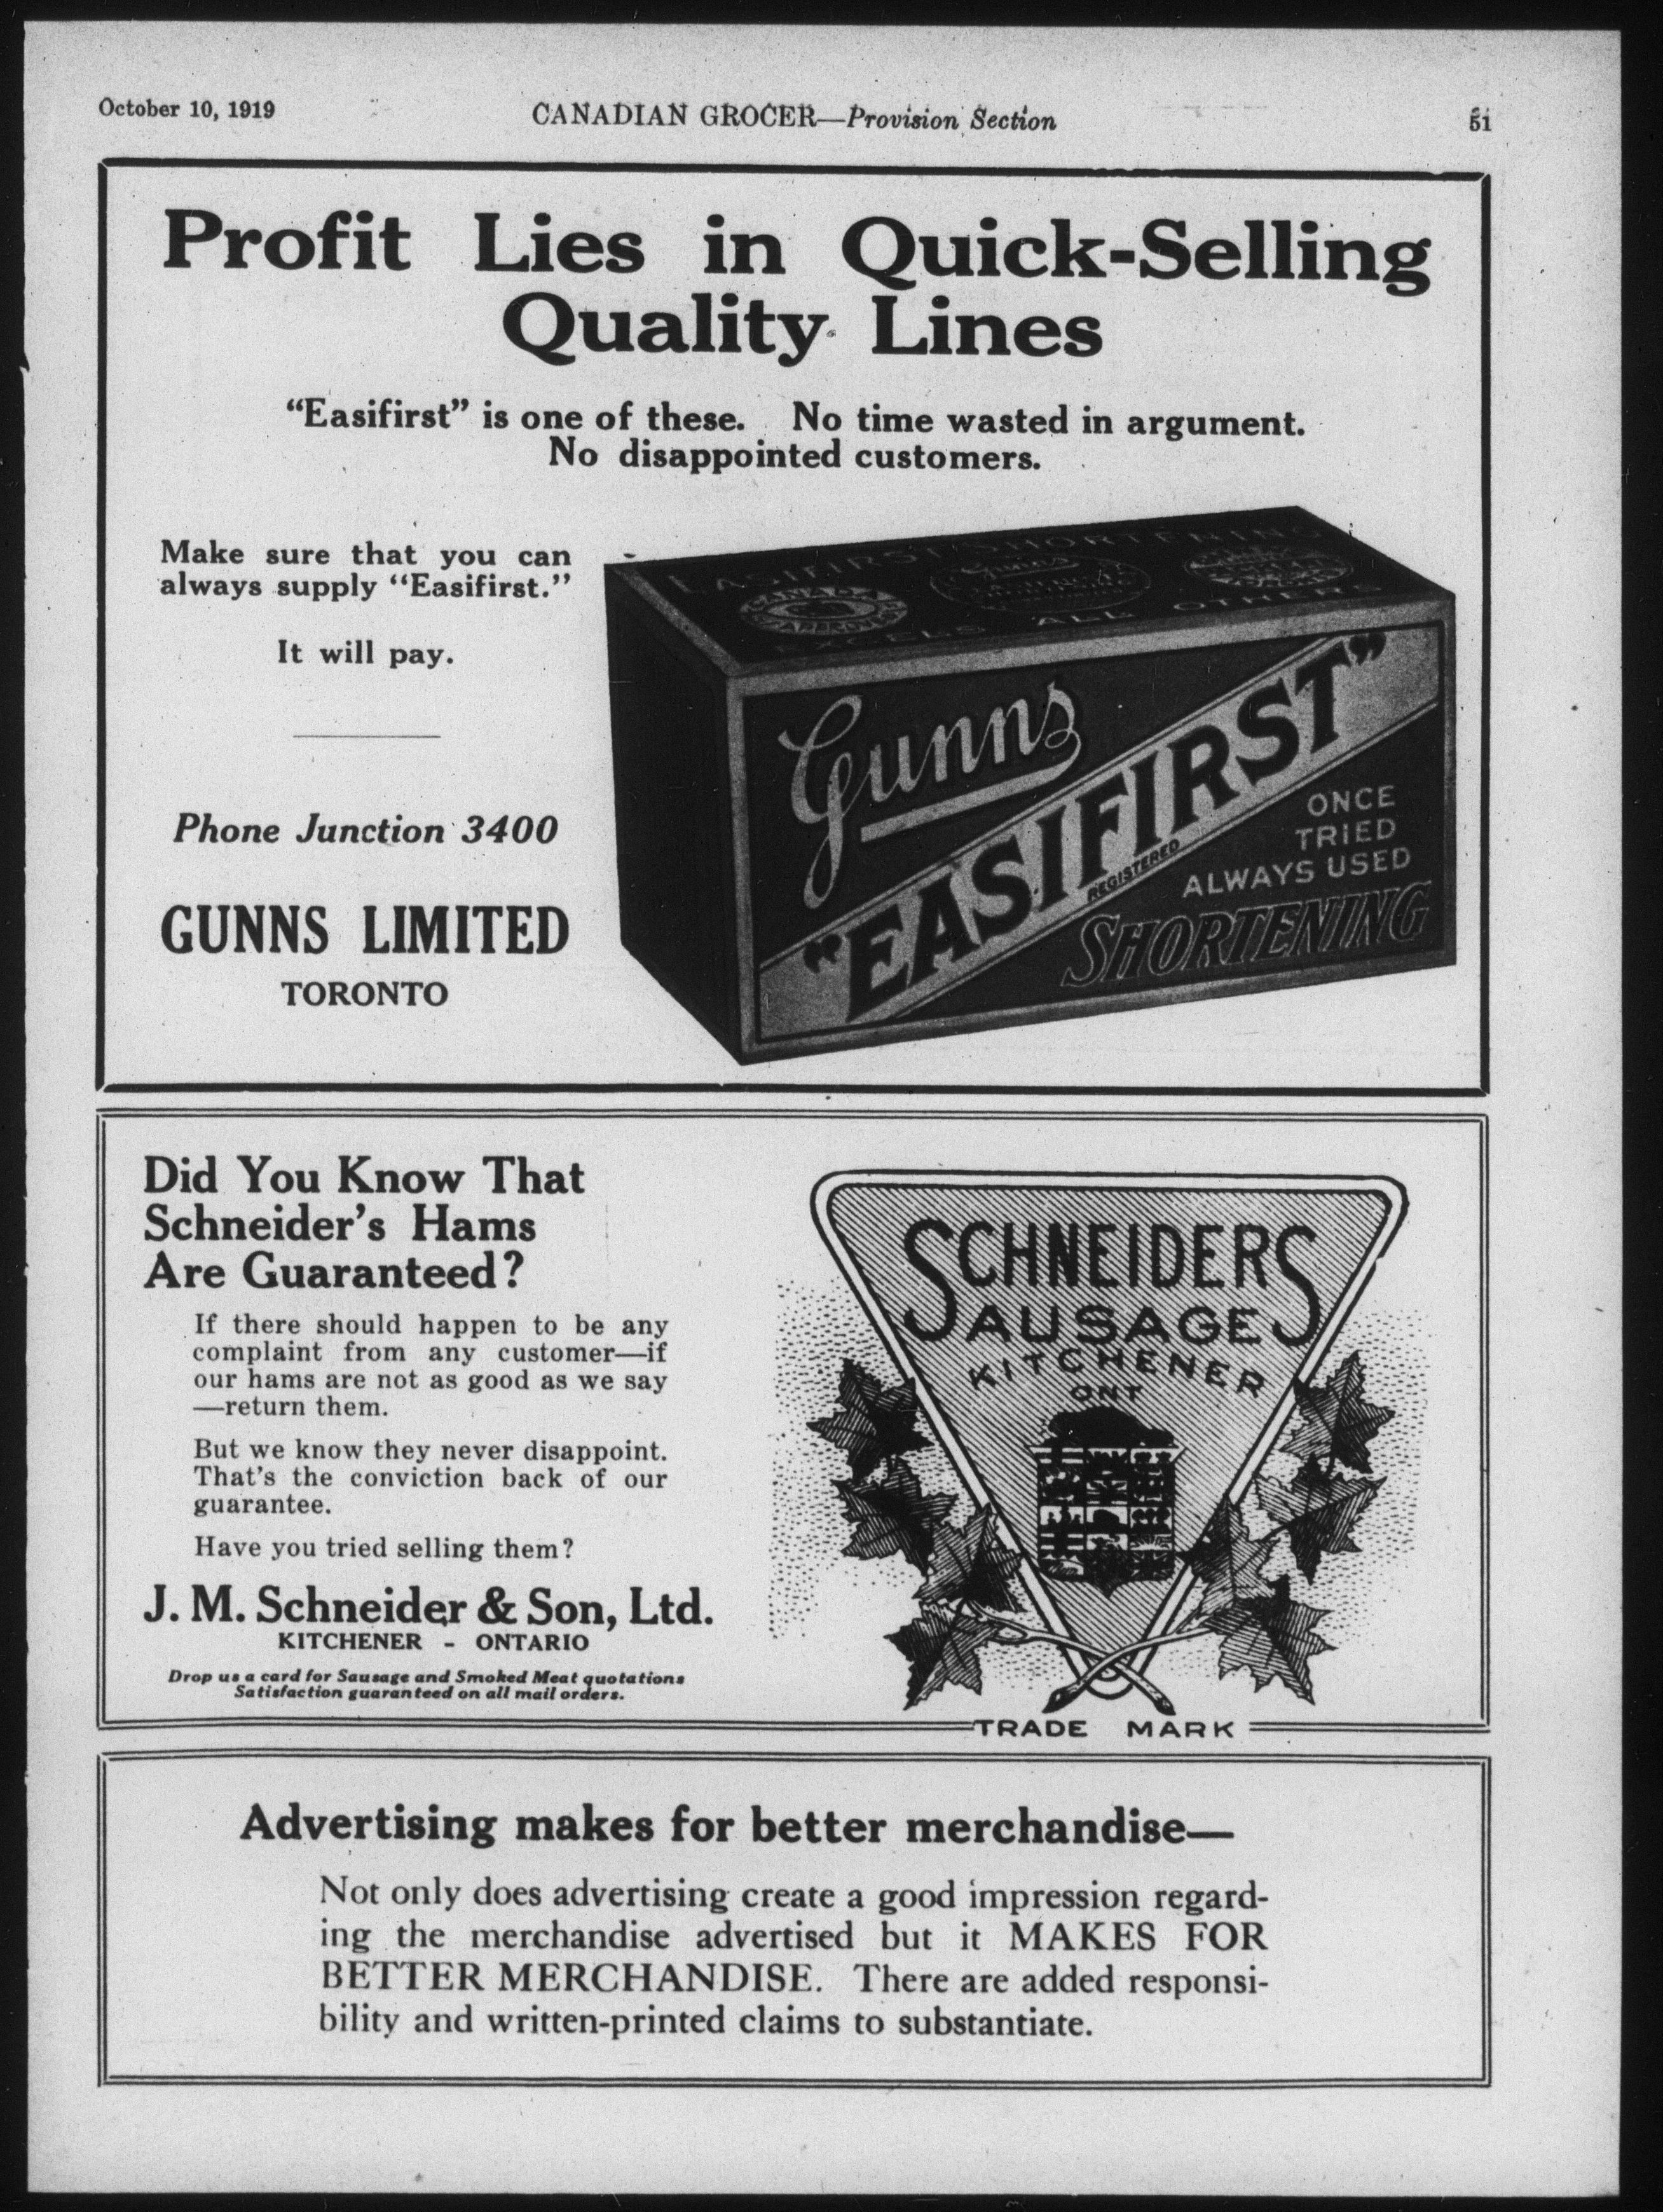 October 10, 1919
CANADIAN GROCER—Provision Section
51
Profit Lies in Quick-Selling
Quality Lines
“Easifirst” is one of these. No time wasted in argument.
No disappointed customers.
Make sure that you can
always supply “Easifirst.”
It will pay.
Phone Junction 3400
GUNNS LIMITED
TORONTO
EASIFIRST SHORTENING
CANADA
APPROVED
Gunns
EXCELS ALL OTHERS
Gunns
“EASIFIRST”
REGISTERED
ONCE
TRIED
ALWAYS USED
SHORTENING
Did You Know That
Schneider’s Hams
Are Guaranteed?
If there should happen to be any
complaint from any customer—if
our hams are not as good as we say
—return them.
But we know they never disappoint.
That’s the conviction back of our
guarantee.
Have you tried selling them?
J. M. Schneider & Son, Ltd.
KITCHENER - ONTARIO
Drop us a card for Sausage and Smoked Meat quotations
Satisfaction guaranteed on all mail orders.
SCHNEIDERS
SAUSAGES
KITCHENER
ONT
TRADE MARK
Advertising makes for better merchandise—
Not only does advertising create a good impression regard-
ing the merchandise advertised but it MAKES FOR
BETTER MERCHANDISE. There are added responsi-
bility and written-printed claims to substantiate.